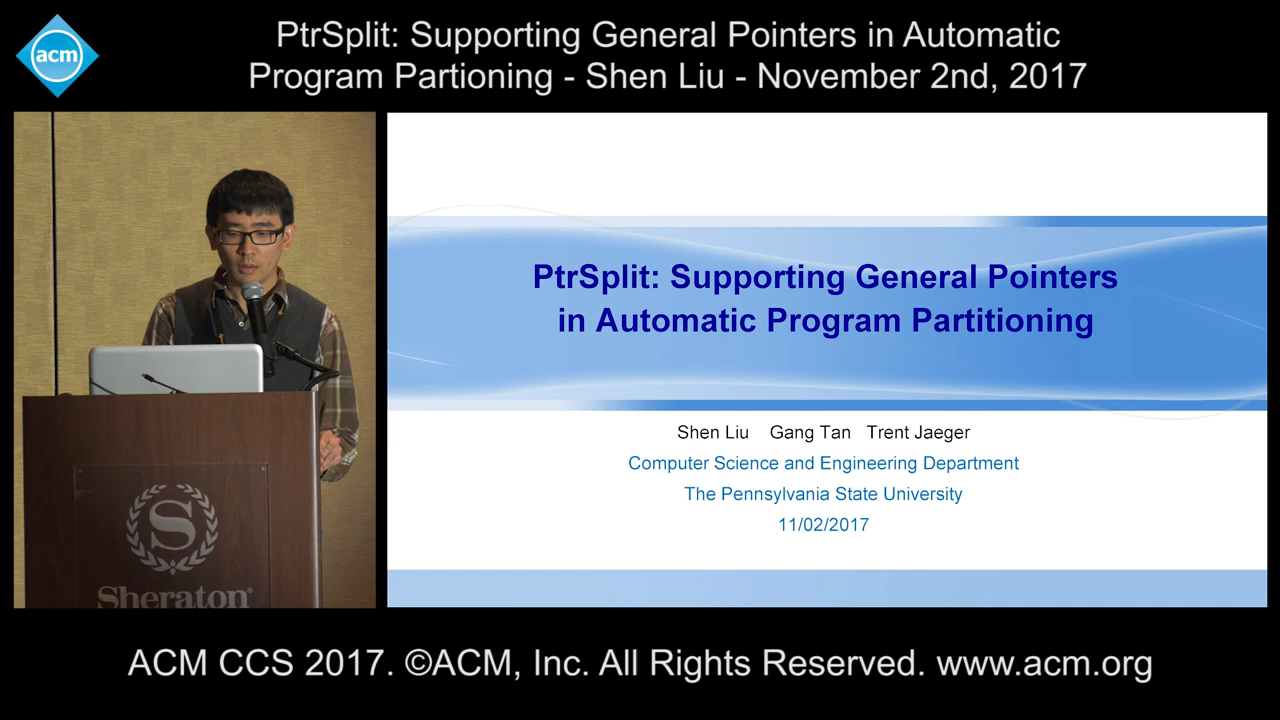 acm
PtrSplit: Supporting General Pointers in Automatic
Program Partioning - Shen Liu - November 2nd, 2017
PtrSplit: Supporting General Pointers
in Automatic Program Partitioning
Shen Liu Gang Tan Trent Jaeger
Computer Science and Engineering Department
The Pennsylvania State University
11/02/2017
S
Sheraton®
ACM CCS 2017. ©ACM, Inc. All Rights Reserved. www.acm.org